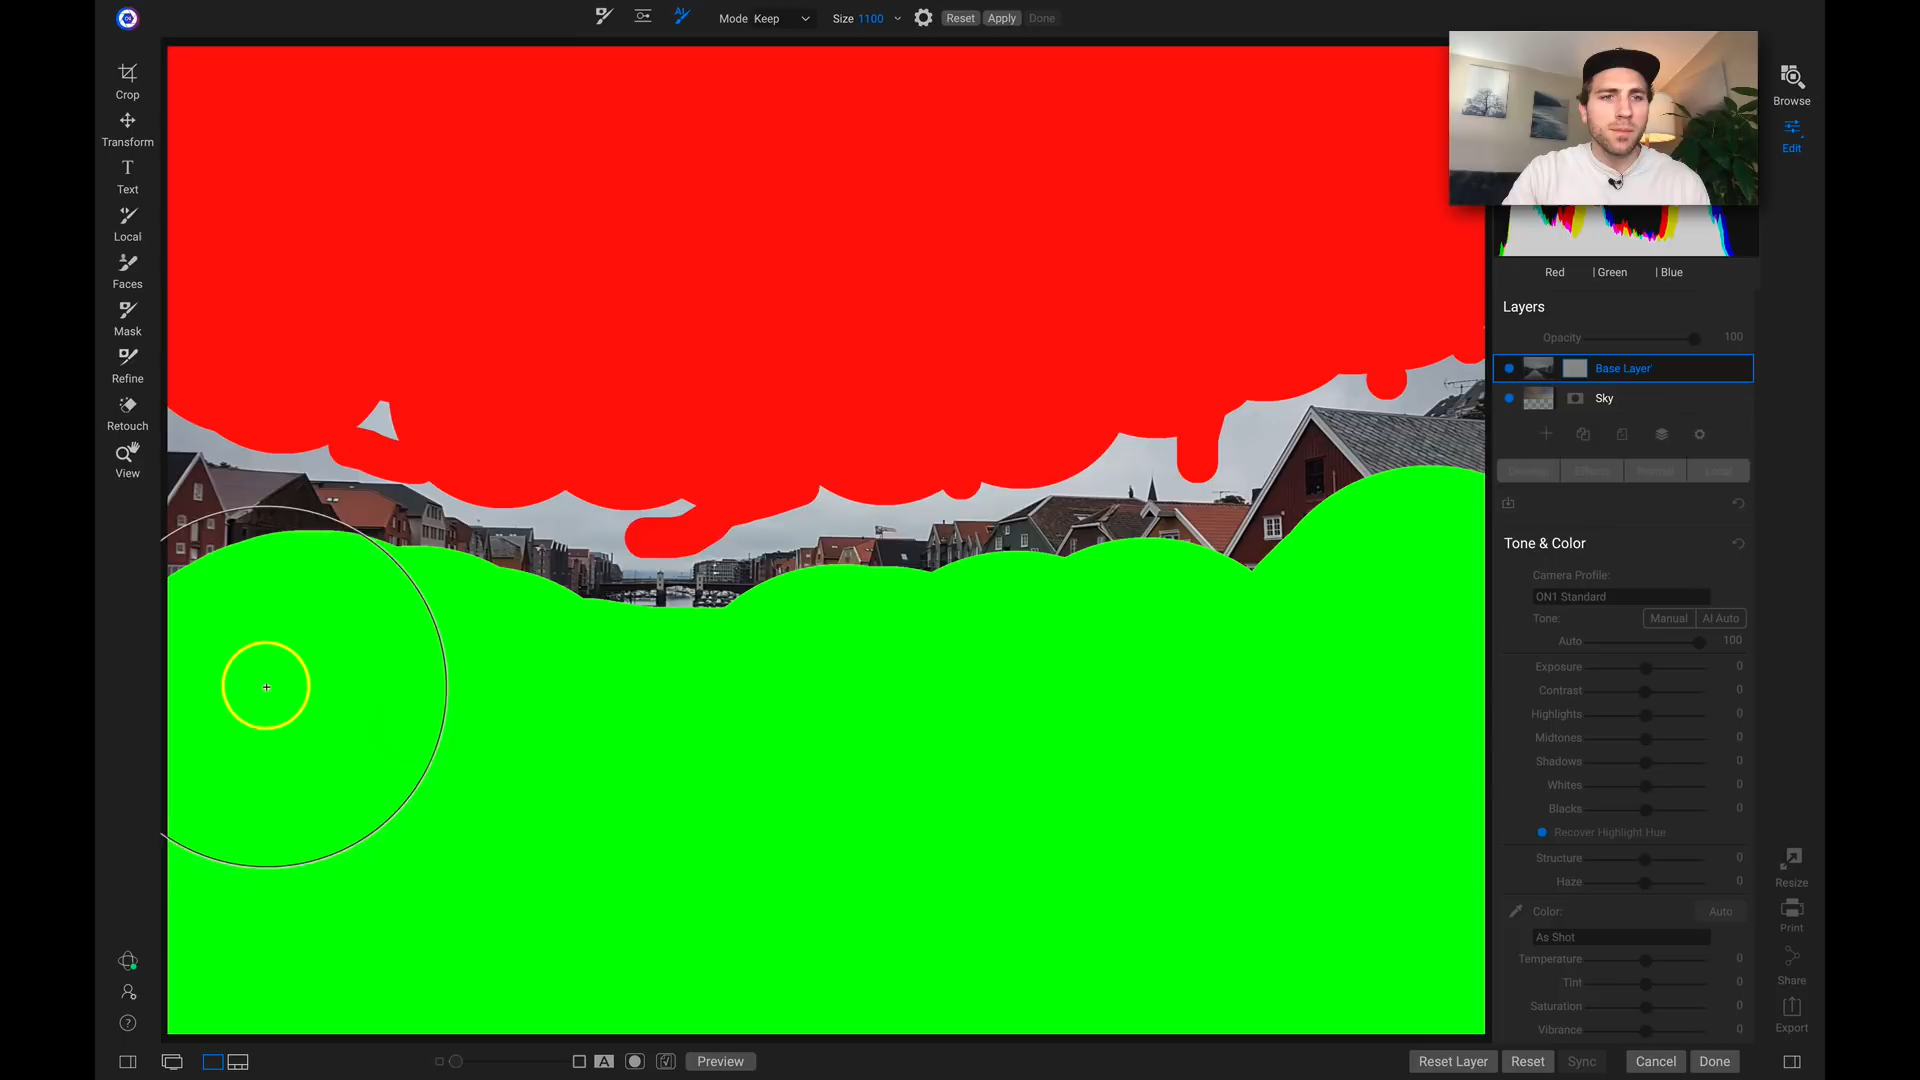 Mode Keep
Size 1100
Reset
Apply
Done
Crop
Transform
Text
Local
Faces
Mask
Refine
Retouch
View
Browse
Edit
Red | Green | Blue
Layers
Opacity 100
Base Layer'
Sky
Develop
Effects
Portrait
Local
Tone & Color
Camera Profile:
ON1 Standard
Tone: Manual AI Auto
Auto 100
Exposure 0
Contrast 0
Highlights 0
Midtones 0
Shadows 0
Whites 0
Blacks 0
Recover Highlight Hue
Structure 0
Haze 0
Color: Auto
As Shot
Temperature 0
Tint 0
Saturation 0
Vibrance 0
Resize
Print
Share
Export
A
Preview
Reset Layer
Reset
Sync
Cancel
Done